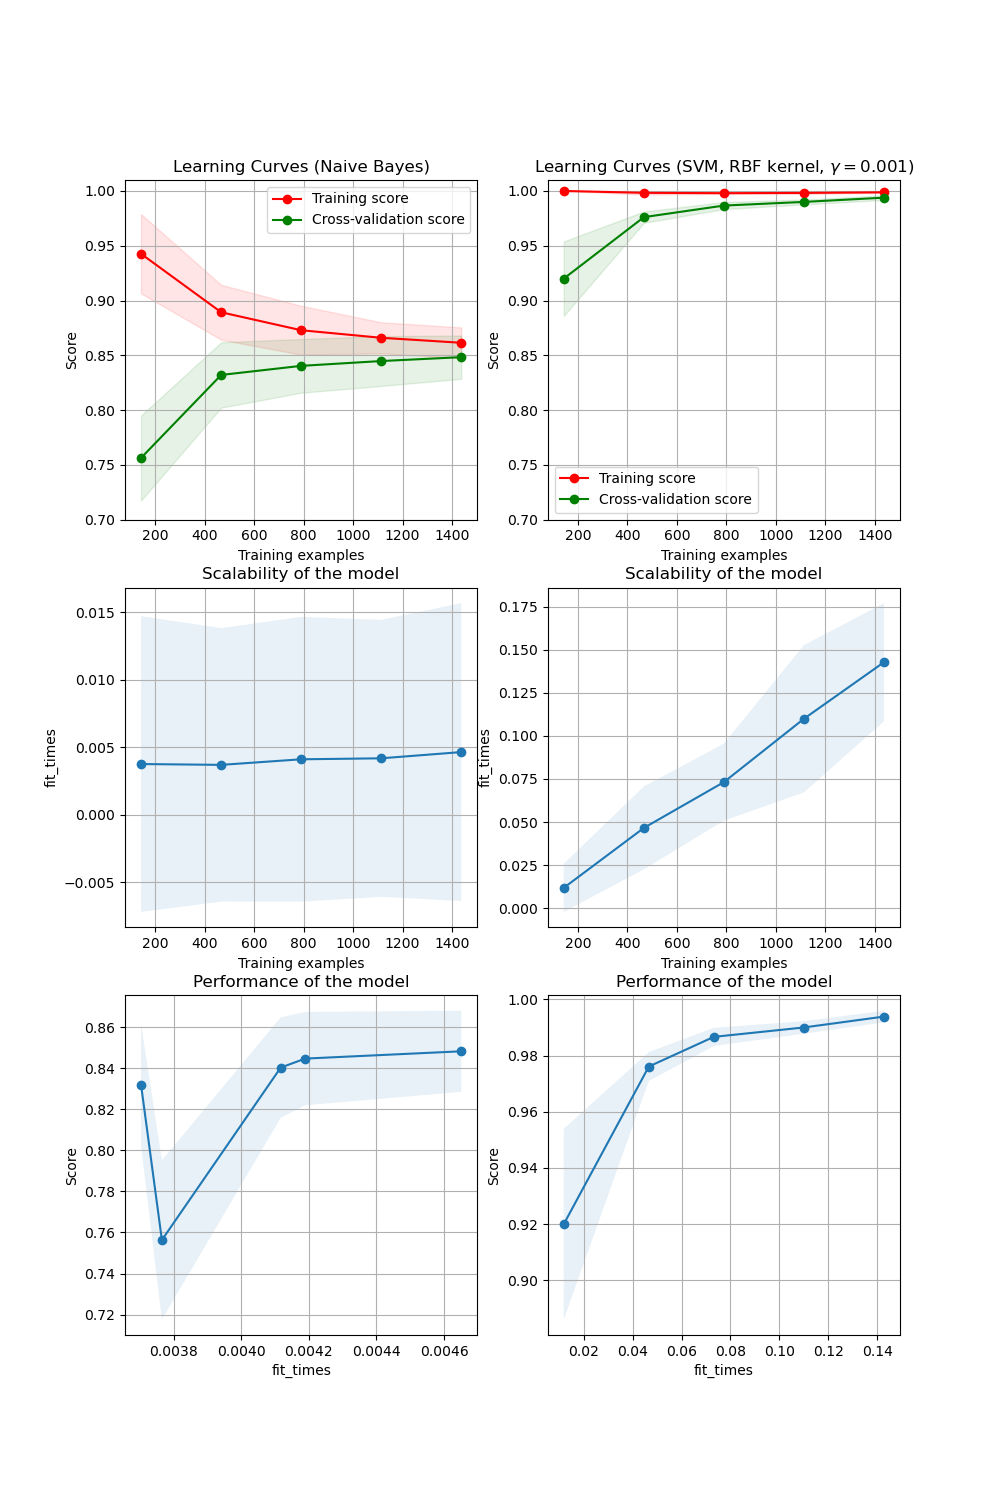 Learning Curves (Naive Bayes)
1.00
0.95
0.90
0.85
0.80
0.75
0.70
Score
200 400 600 800 1000 1200 1400
Training examples
Training score
Cross-validation score
Learning Curves (SVM, RBF kernel, γ = 0.001)
1.00
0.95
0.90
0.85
0.80
0.75
0.70
Score
200 400 600 800 1000 1200 1400
Training examples
Training score
Cross-validation score
Scalability of the model
0.015
0.010
0.005
0.000
−0.005
fit_times
200 400 600 800 1000 1200 1400
Training examples
Scalability of the model
0.175
0.150
0.125
0.100
0.075
0.050
0.025
0.000
fit_times
200 400 600 800 1000 1200 1400
Training examples
Performance of the model
0.86
0.84
0.82
0.80
0.78
0.76
0.74
0.72
Score
0.0038 0.0040 0.0042 0.0044 0.0046
fit_times
Performance of the model
1.00
0.98
0.96
0.94
0.92
0.90
Score
0.02 0.04 0.06 0.08 0.10 0.12 0.14
fit_times